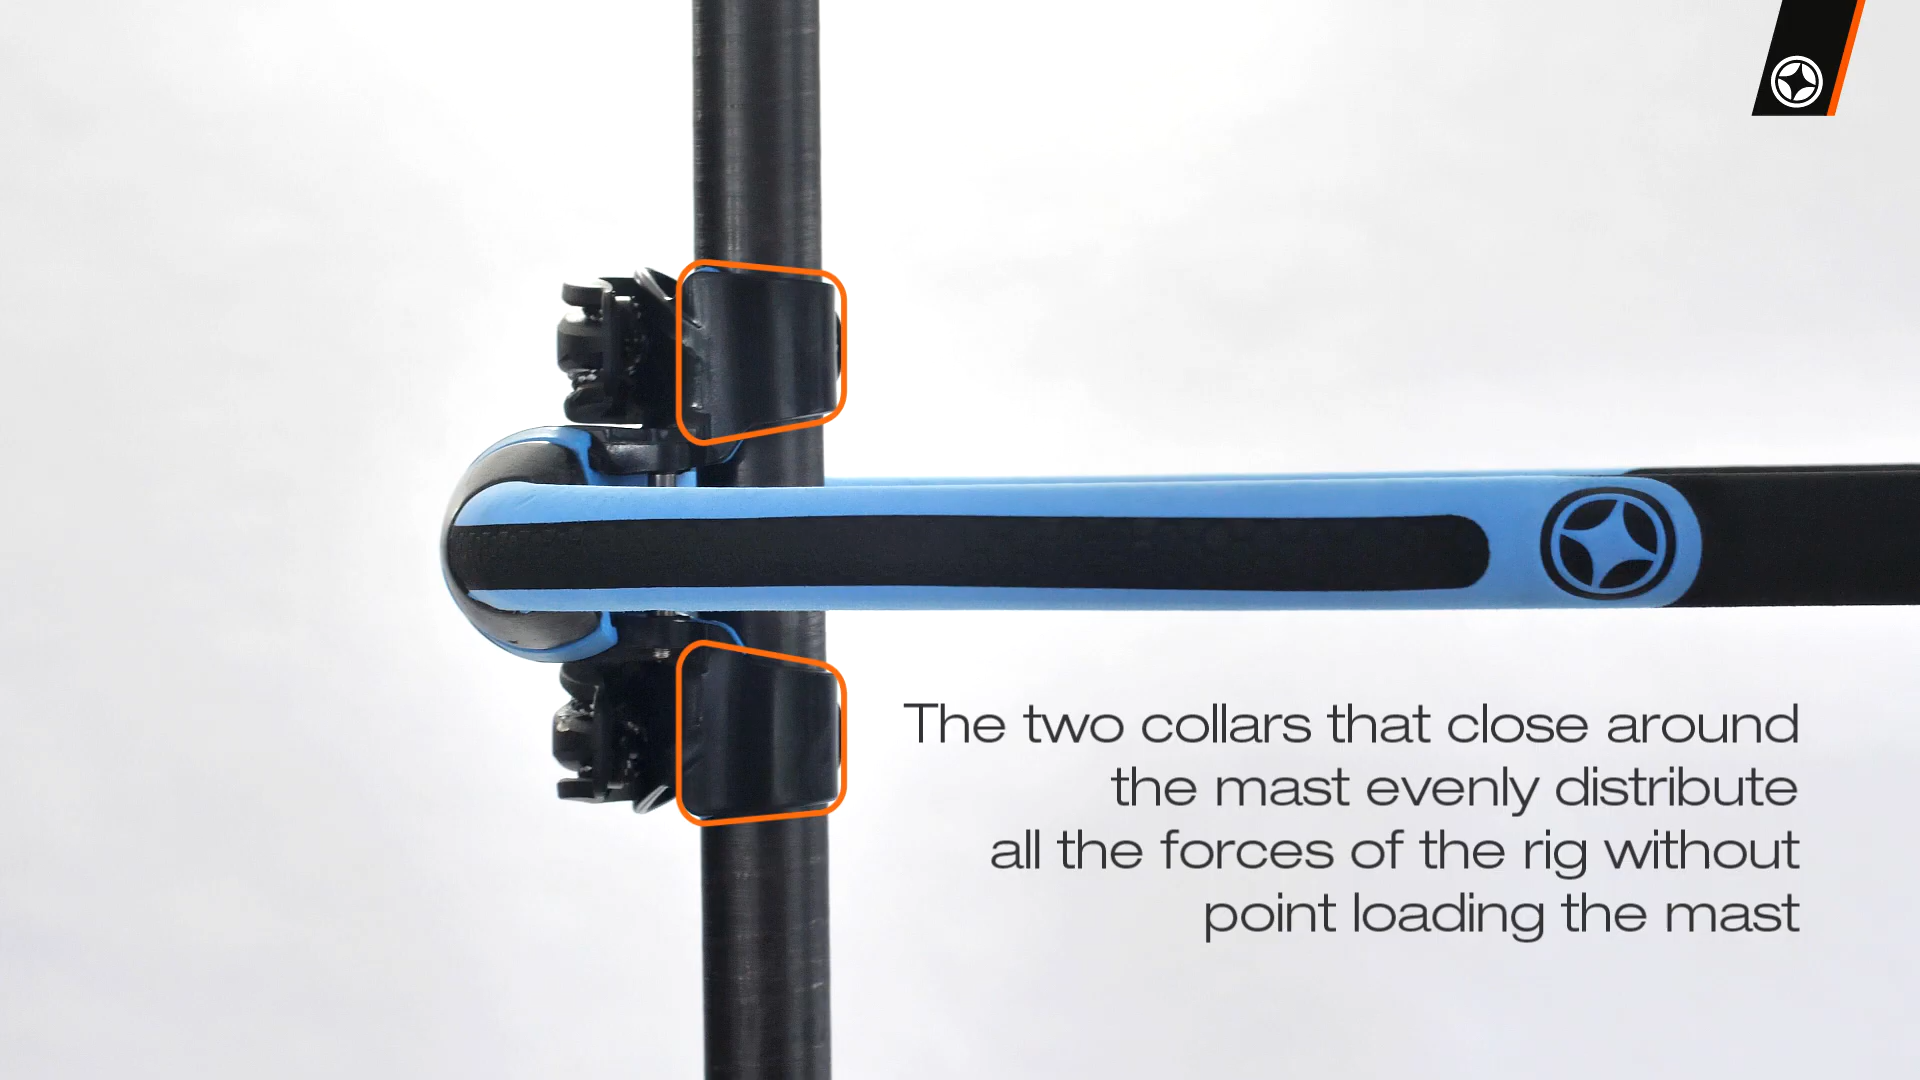 The two collars that close around
the mast evenly distribute
all the forces of the rig without
point loading the mast